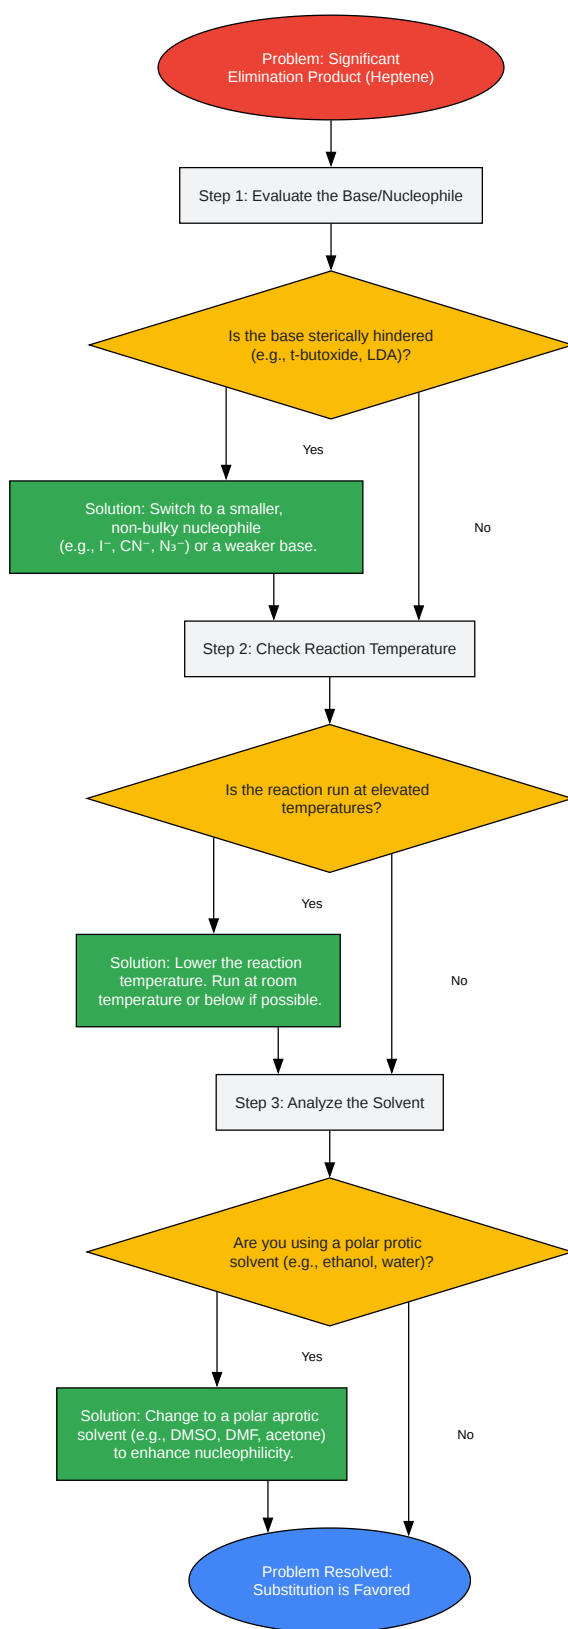 Problem: Significant
Elimination Product (Heptene)
Step 1: Evaluate the Base/Nucleophile
Is the base sterically hindered
(e.g., t-butoxide, LDA)?
Yes
Solution: Switch to a smaller,
non-bulky nucleophile
(e.g., I⁻, CN⁻, N₃⁻) or a weaker base.
No
Step 2: Check Reaction Temperature
Is the reaction run at elevated
temperatures?
Yes
Solution: Lower the reaction
temperature. Run at room
temperature or below if possible.
No
Step 3: Analyze the Solvent
Are you using a polar protic
solvent (e.g., ethanol, water)?
Yes
Solution: Change to a polar aprotic
solvent (e.g., DMSO, DMF, acetone)
to enhance nucleophilicity.
No
Problem Resolved:
Substitution is Favored